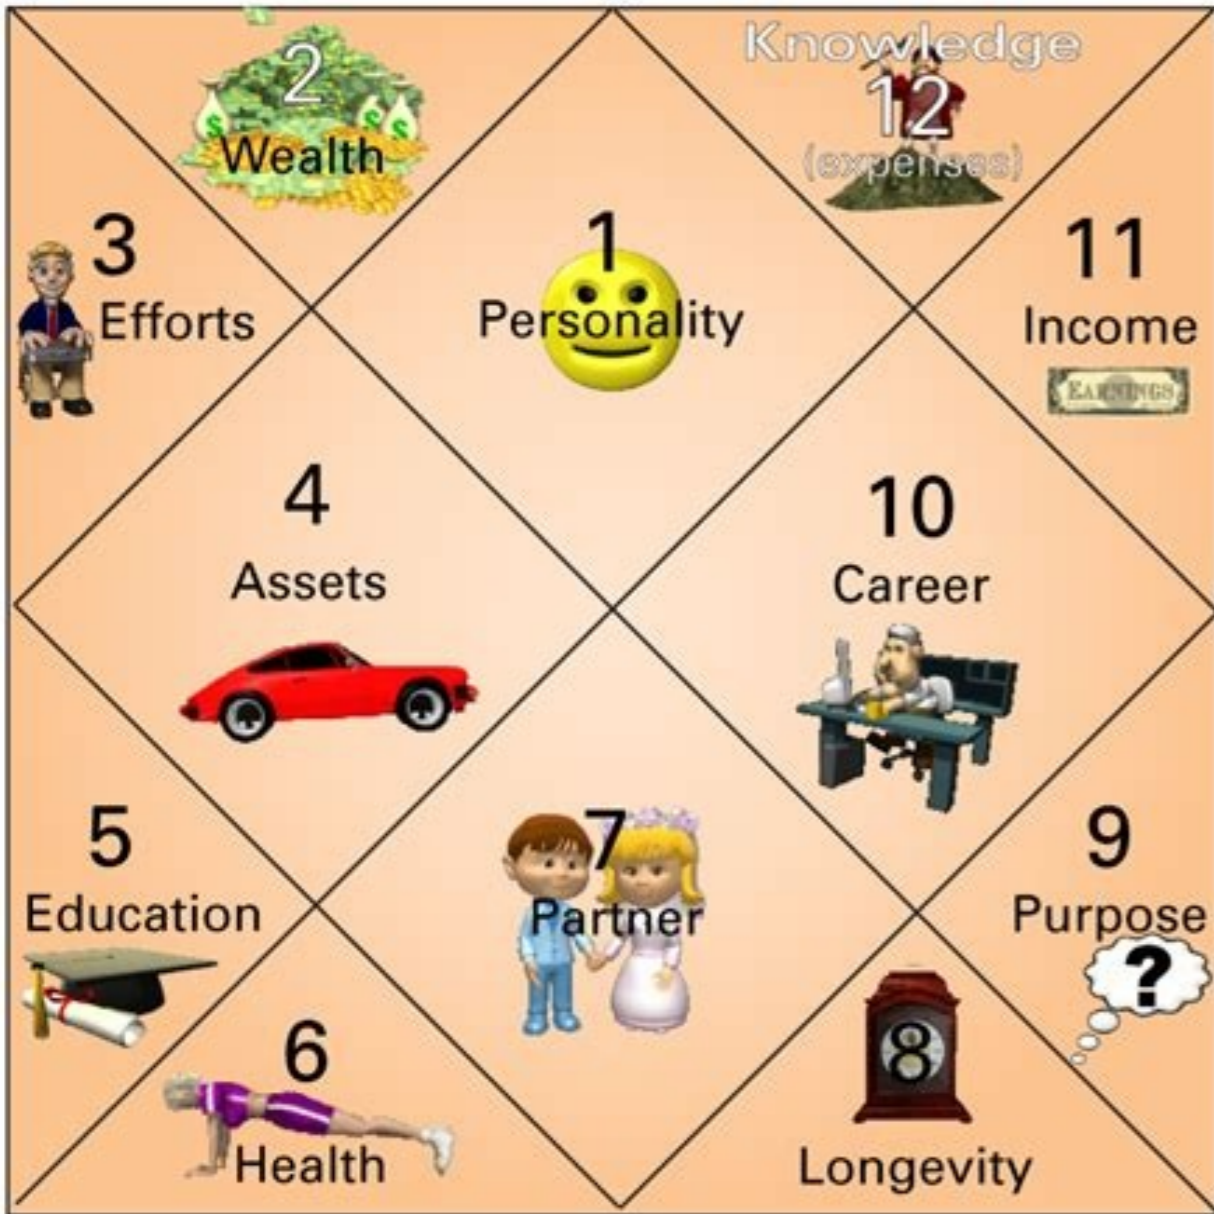 Knowledge
2
12
Wealth
(expenses)
3
1
11
Efforts
Personality
Income
EARNINGS
4
10
Assets
Career
5
7
9
Education
Partner
Purpose
?
6
8
Health
Longevity